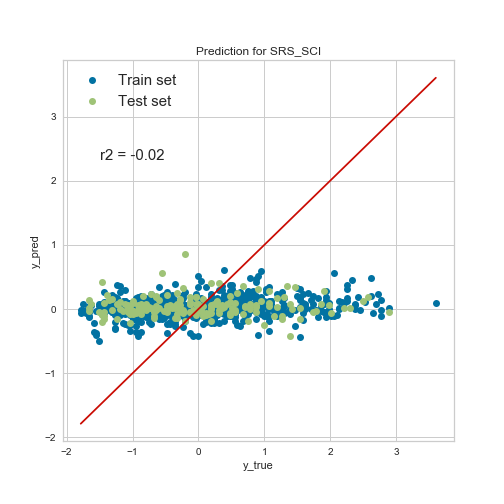 Prediction for SRS_SCI
Train set
Test set
r2 = -0.02
y_pred
3
2
1
0
−1
−2
−2
−1
0
1
2
3
y_true